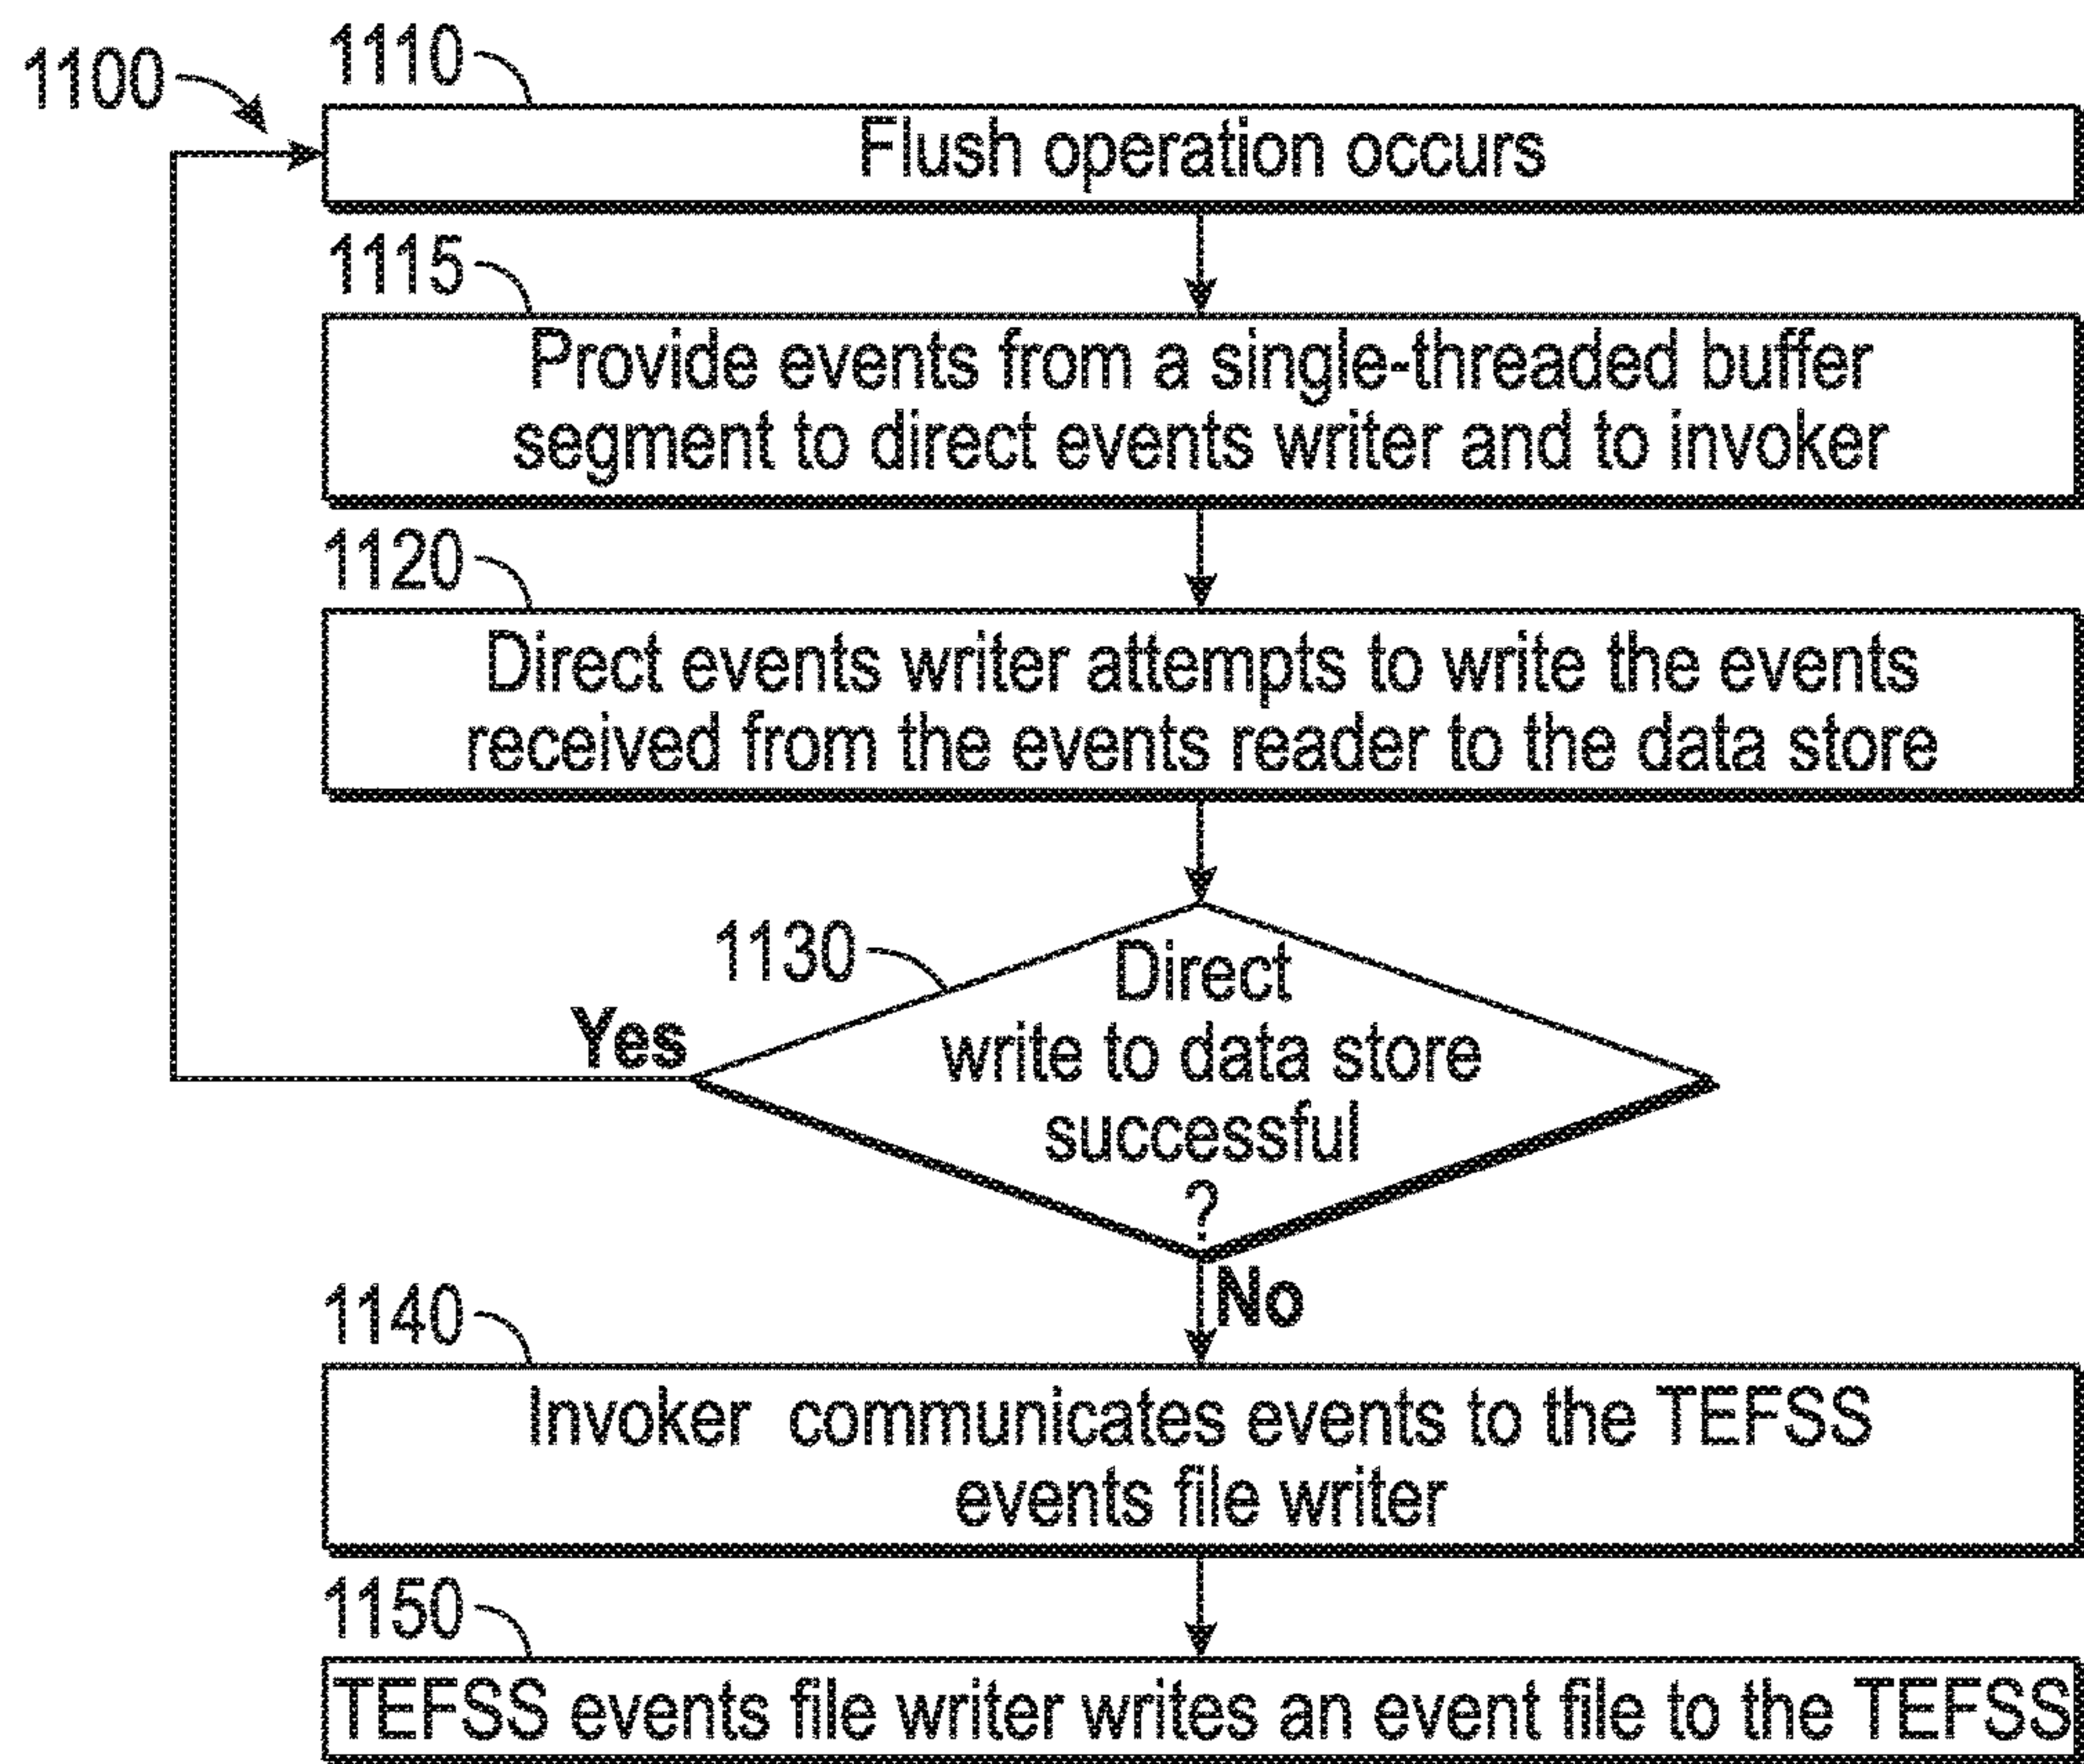 1100
1110
Flush operation occurs
1115
Provide events from a single-threaded buffer
segment to direct events writer and to invoker
1120
Direct events writer attempts to write the events
received from the events reader to the data store
1130
Direct
write to data store
successful
?
Yes
No
1140
Invoker communicates events to the TEFSS
events file writer
1150
TEFSS events file writer writes an event file to the TEFSS